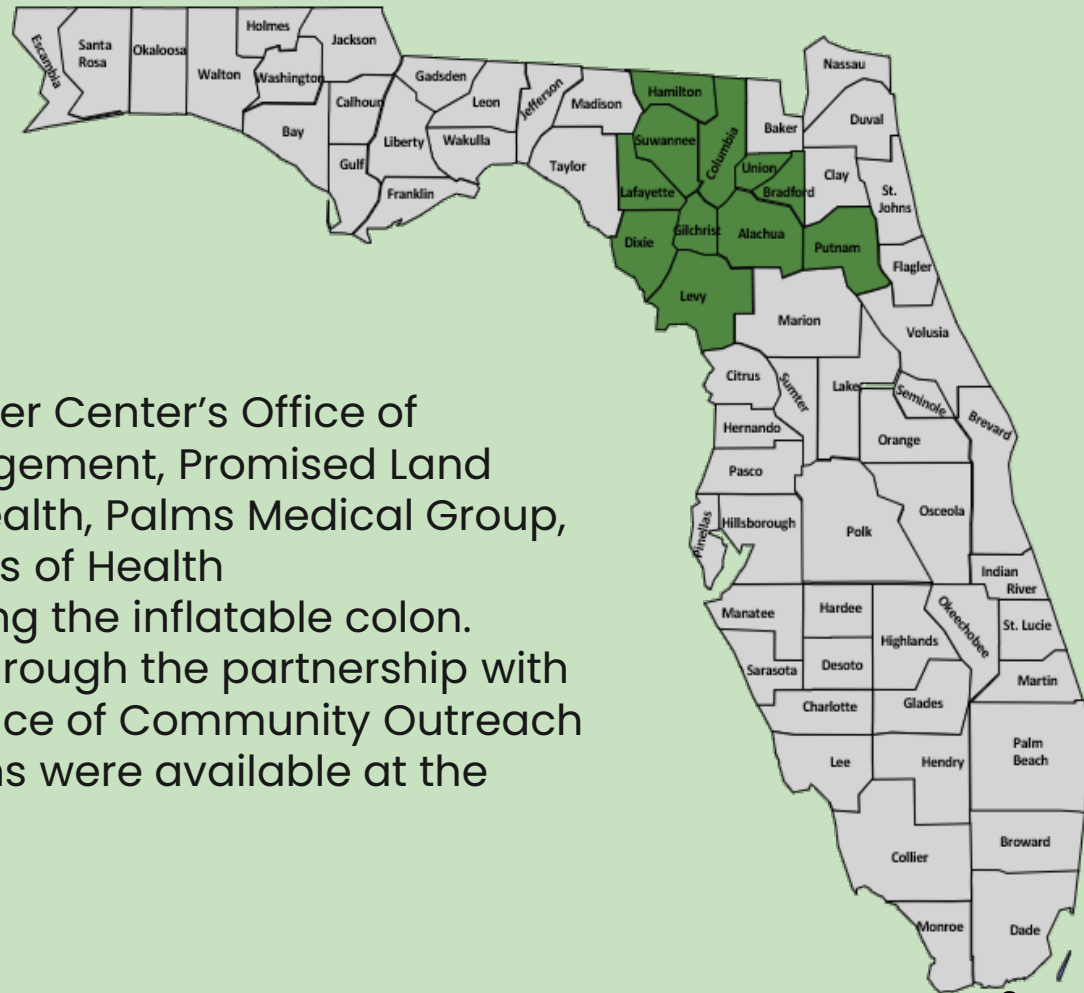 Holmes
Jackson
Escambia
Santa
Rosa
Okaloosa
Walton
Washington
Nassau
Gadsden
Calhoun
Leon
Jefferson
Madison
Hamilton
Duval
Bay
Liberty
Wakulla
Suwannee
Columbia
Baker
Gulf
Taylor
Union
Clay
Franklin
Lafayette
Bradford
St.
Johns
Dixie
Gilchrist
Alachua
Putnam
Flagler
Levy
Marion
Volusia
Citrus
Sumter
Lake
Seminole
Brevard
Hernando
Orange
Pasco
Osceola
Pinellas
Hillsborough
Polk
Indian
River
Manatee
Hardee
Highlands
Okeechobee
St. Lucie
Sarasota
Desoto
Martin
Charlotte
Glades
Lee
Hendry
Palm
Beach
Collier
Broward
Monroe
Dade
er Center’s Office of
gement, Promised Land
ealth, Palms Medical Group,
s of Health
ng the inflatable colon.
rough the partnership with
ice of Community Outreach
ns were available at the